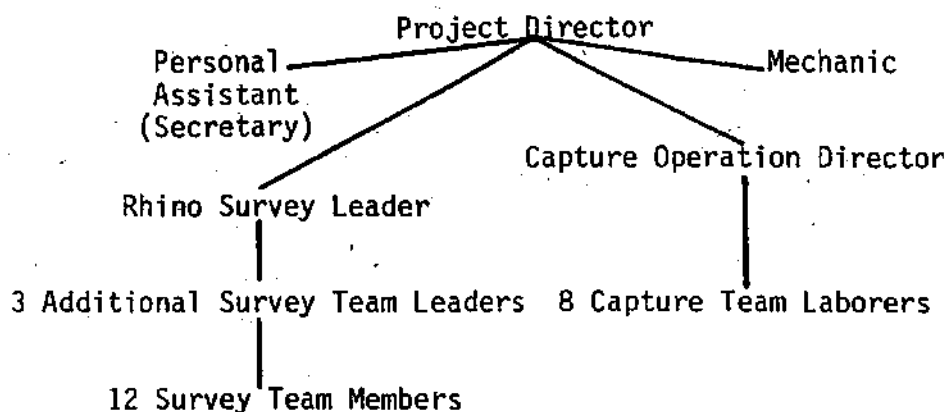 Project Director
Personal
Assistant
(Secretary)
Mechanic
Capture Operation Director
Rhino Survey Leader
3 Additional Survey Team Leaders
8 Capture Team Laborers
12 Survey Team Members